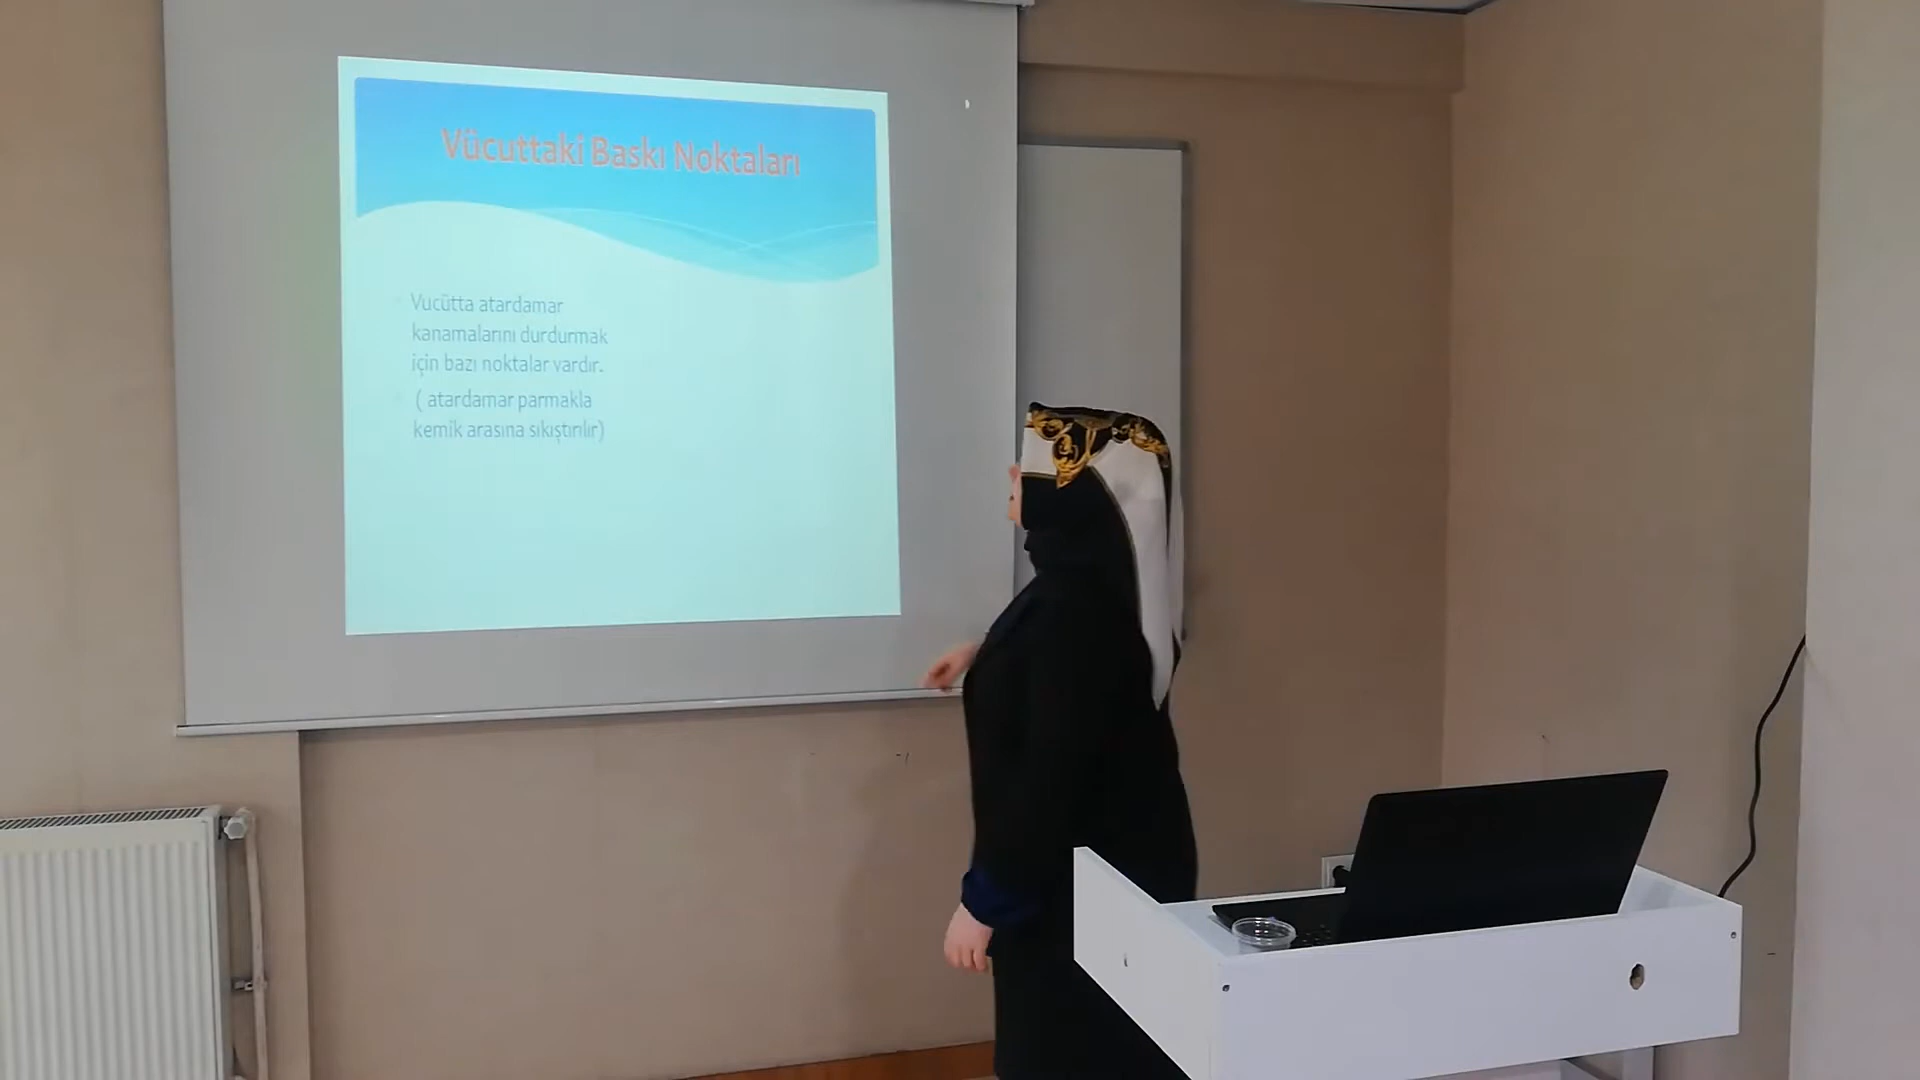 Vücuttaki Baskı Noktaları
Vucütta atardamar
kanamalarını durdurmak
için bazı noktalar vardır.
( atardamar parmakla
kemik arasına sıkıştırılır)